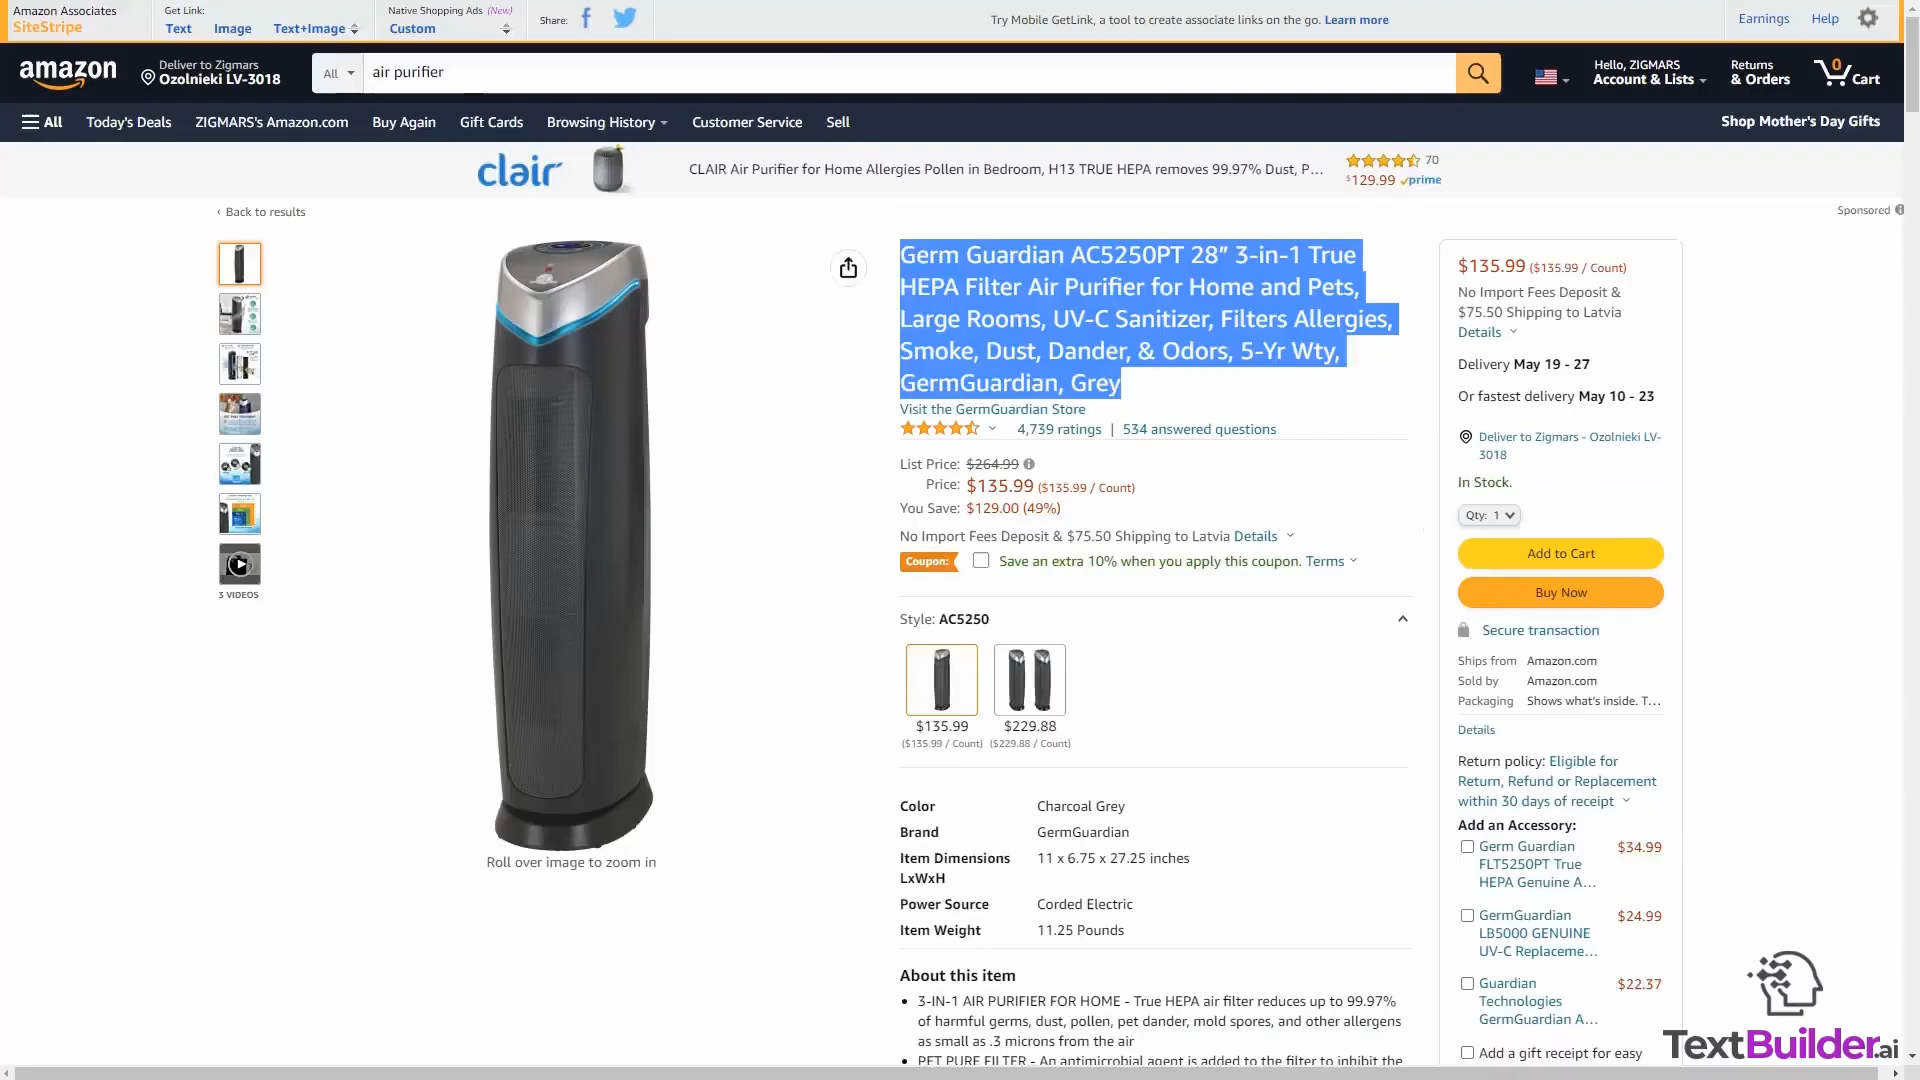 Amazon Associates
SiteStripe
Get Link:
Text Image Text+Image
Native Shopping Ads (New)
Custom
Share:
Try Mobile GetLink, a tool to create associate links on the go. Learn more
Earnings Help
amazon
Deliver to Zigmars
Ozolnieki LV-3018
All
air purifier
Hello, ZIGMARS
Account & Lists
Returns
& Orders
0
Cart
All Today's Deals ZIGMARS's Amazon.com Buy Again Gift Cards Browsing History Customer Service Sell
Shop Mother's Day Gifts
clair
CLAIR Air Purifier for Home Allergies Pollen in Bedroom, H13 TRUE HEPA removes 99.97% Dust, P...
70
$129.99 prime
‹ Back to results
Sponsored
3 VIDEOS
Roll over image to zoom in
Germ Guardian AC5250PT 28” 3-in-1 True
HEPA Filter Air Purifier for Home and Pets,
Large Rooms, UV-C Sanitizer, Filters Allergies,
Smoke, Dust, Dander, & Odors, 5-Yr Wty,
GermGuardian, Grey
Visit the GermGuardian Store
4,739 ratings | 534 answered questions
List Price: $264.99
Price: $135.99 ($135.99 / Count)
You Save: $129.00 (49%)
No Import Fees Deposit & $75.50 Shipping to Latvia Details
Coupon: Save an extra 10% when you apply this coupon. Terms
Style: AC5250
$135.99 $229.88
($135.99 / Count) ($229.88 / Count)
Color Charcoal Grey
Brand GermGuardian
Item Dimensions 11 x 6.75 x 27.25 inches
LxWxH
Power Source Corded Electric
Item Weight 11.25 Pounds
About this item
• 3-IN-1 AIR PURIFIER FOR HOME - True HEPA air filter reduces up to 99.97%
of harmful germs, dust, pollen, pet dander, mold spores, and other allergens
as small as .3 microns from the air
• PET PURE FILTER - An antimicrobial agent is added to the filter to inhibit the
$135.99 ($135.99 / Count)
No Import Fees Deposit &
$75.50 Shipping to Latvia
Details
Delivery May 19 - 27
Or fastest delivery May 10 - 23
Deliver to Zigmars - Ozolnieki LV-
3018
In Stock.
Qty: 1
Add to Cart
Buy Now
Secure transaction
Ships from Amazon.com
Sold by Amazon.com
Packaging Shows what's inside. T...
Details
Return policy: Eligible for
Return, Refund or Replacement
within 30 days of receipt
Add an Accessory:
Germ Guardian $34.99
FLT5250PT True
HEPA Genuine A...
GermGuardian $24.99
LB5000 GENUINE
UV-C Replaceme...
Guardian $22.37
Technologies
GermGuardian A...
Add a gift receipt for easy
TextBuilder.ai